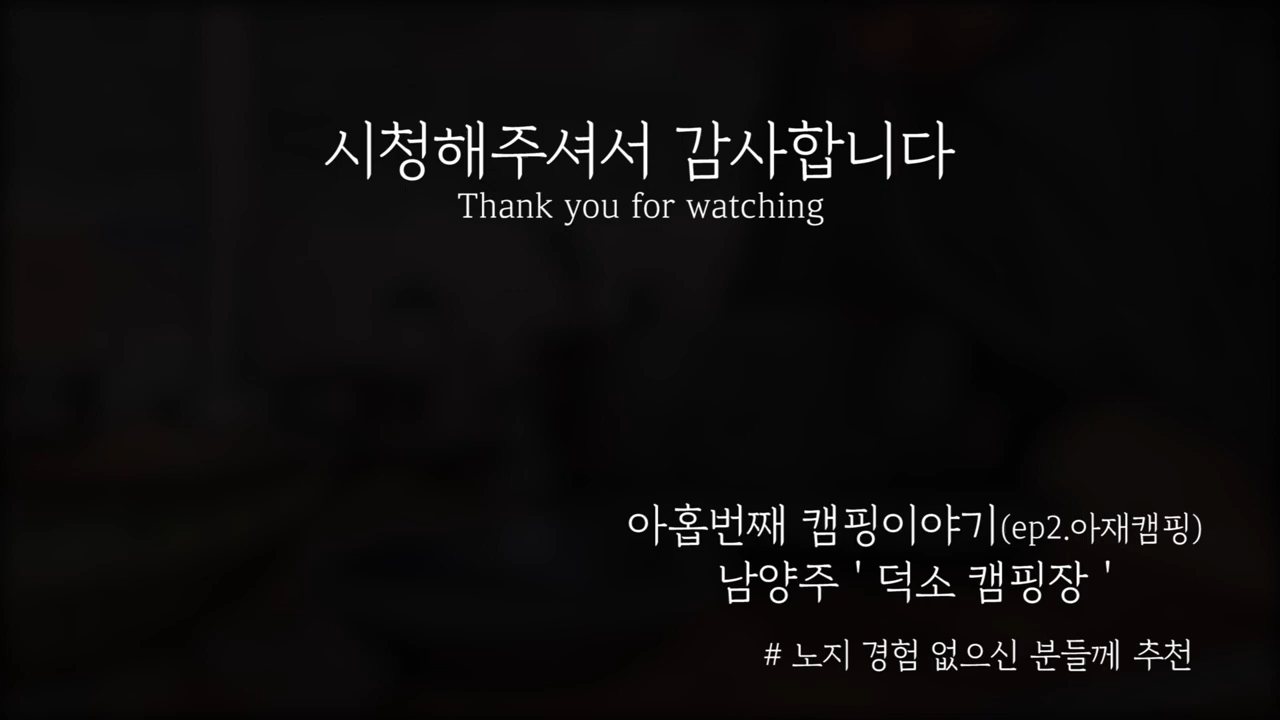 시청해주셔서 감사합니다
Thank you for watching
아홉번째 캠핑이야기(ep2.아재캠핑)
남양주 ' 덕소 캠핑장 '
# 노지 경험 없으신 분들께 추천